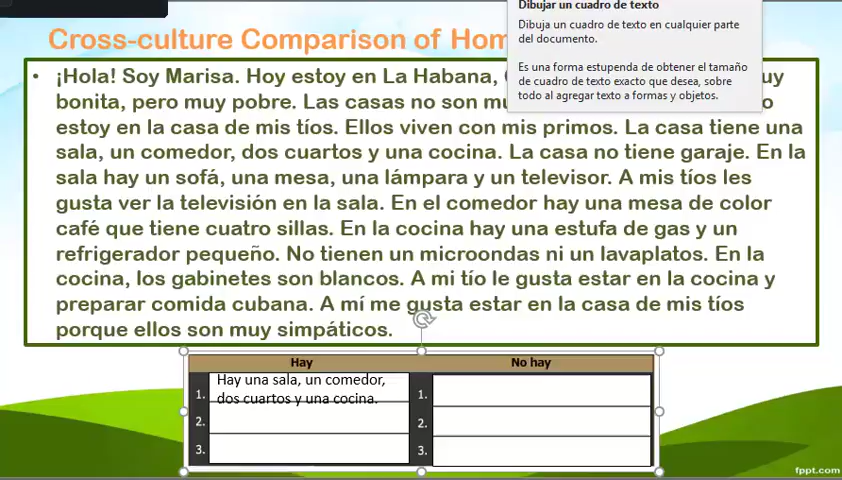 Dibujar un cuadro de texto
Dibuja un cuadro de texto en cualquier parte
del documento.
Es una forma estupenda de obtener el tamaño
de cuadro de texto exacto que desea, sobre
todo al agregar texto a formas y objetos.
Cross-culture Comparison of Hom
• ¡Hola! Soy Marisa. Hoy estoy en La Habana, uy
bonita, pero muy pobre. Las casas no son mu o
estoy en la casa de mis tíos. Ellos viven con mis primos. La casa tiene una
sala, un comedor, dos cuartos y una cocina. La casa no tiene garaje. En la
sala hay un sofá, una mesa, una lámpara y un televisor. A mis tíos les
gusta ver la televisión en la sala. En el comedor hay una mesa de color
café que tiene cuatro sillas. En la cocina hay una estufa de gas y un
refrigerador pequeño. No tienen un microondas ni un lavaplatos. En la
cocina, los gabinetes son blancos. A mi tío le gusta estar en la cocina y
preparar comida cubana. A mí me gusta estar en la casa de mis tíos
porque ellos son muy simpáticos.
Hay No hay
1. Hay una sala, un comedor, 1.
dos cuartos y una cocina.
2. 2.
3. 3.
fppt.com